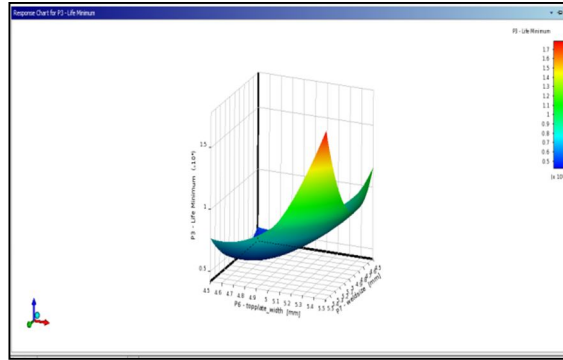 Response Chart for P3 - Life Minimum
P3 - Life Minimum
1.7
1.6
1.5
1.4
1.3
1.2
1.1
1
0.9
0.8
0.7
0.6
0.5
P3 - Life Minimum
1.5
1
0.5
4.5 4.6 4.7 4.8 4.9 5 5.1 5.2 5.3 5.4 5.5
P6 - topplate_width [mm]
weldsize [mm]